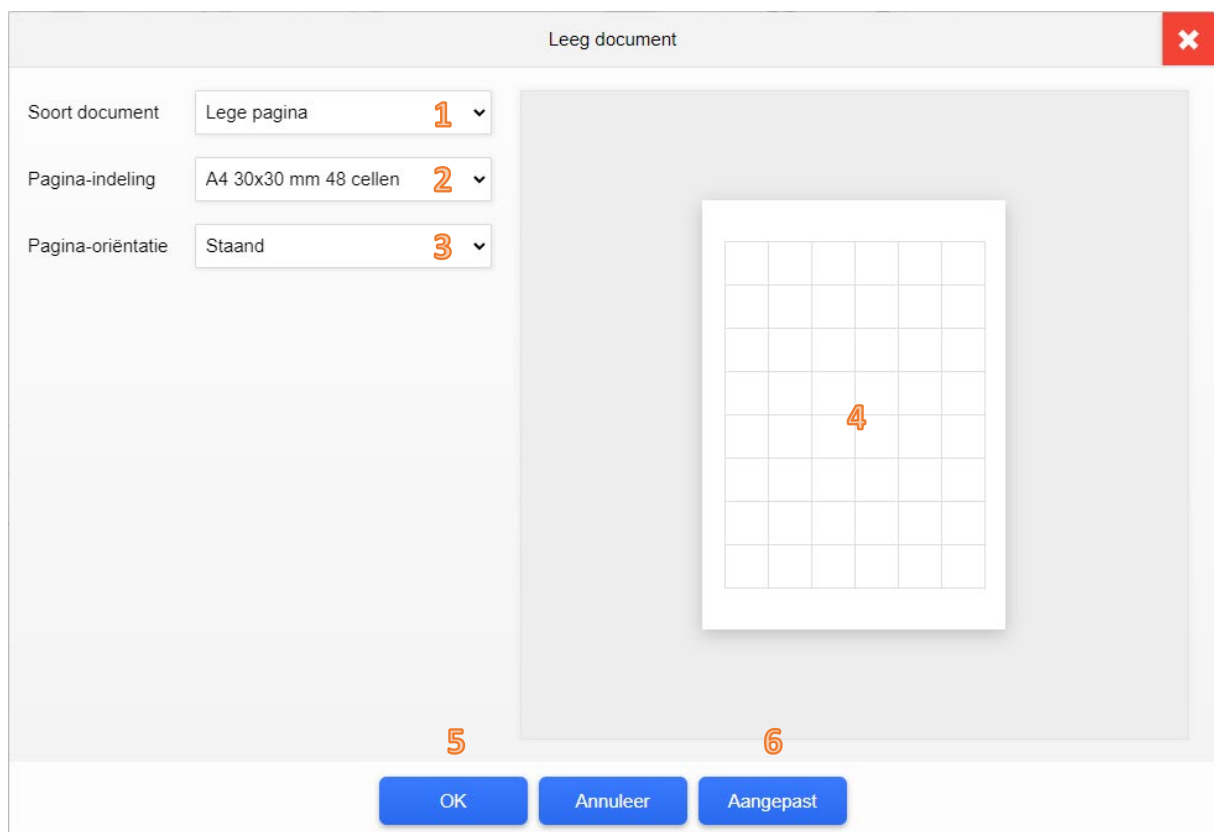 Leeg document
Soort document Lege pagina 1
Pagina-indeling A4 30x30 mm 48 cellen 2
Pagina-oriëntatie Staand 3
4
5 6
OK Annuleer Aangepast